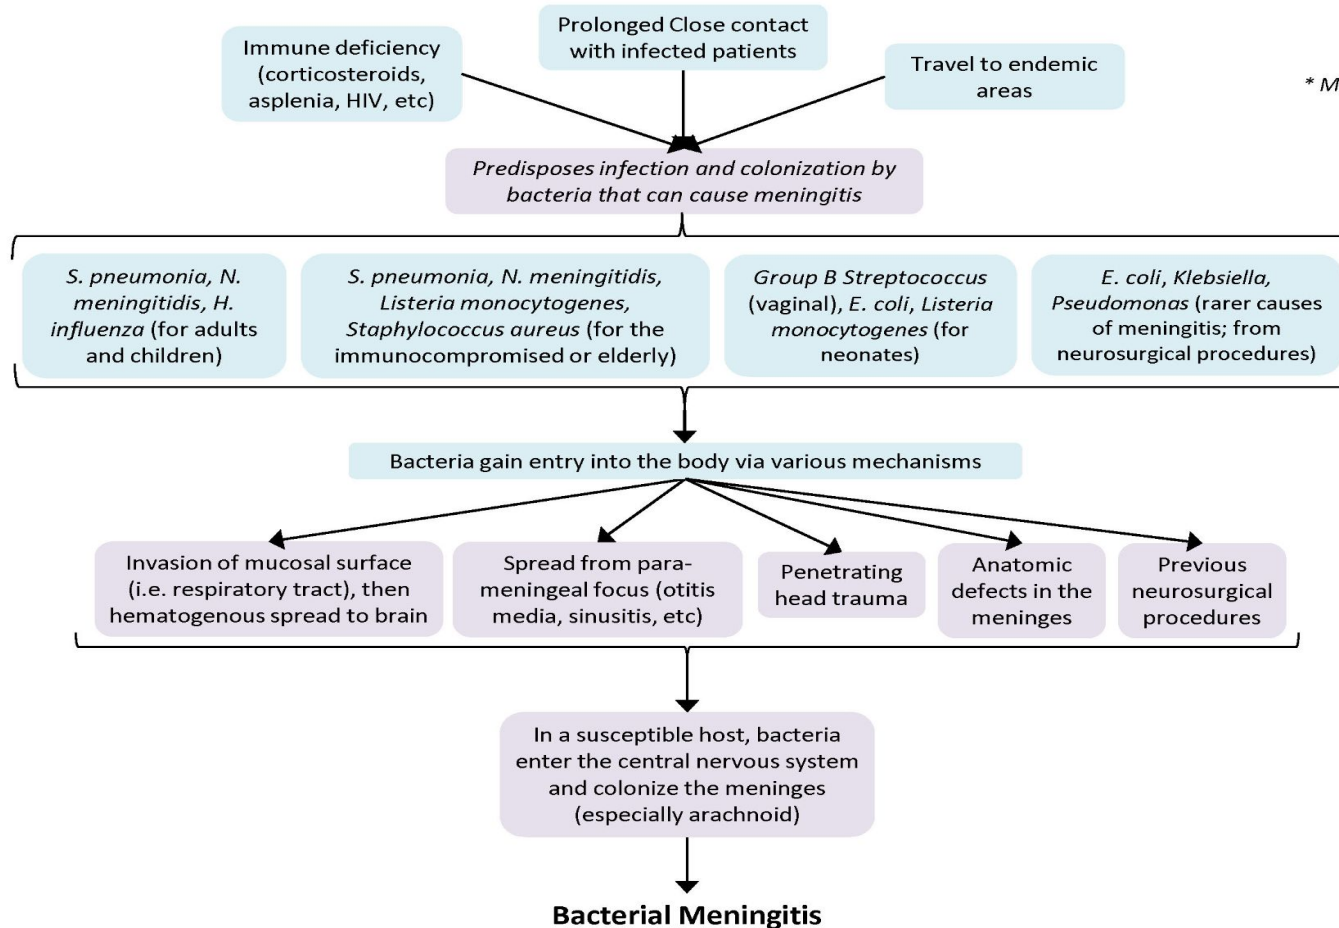 Immune deficiency
(corticosteroids,
asplenia, HIV, etc)
Prolonged Close contact
with infected patients
Travel to endemic
areas
* M
Predisposes infection and colonization by
bacteria that can cause meningitis
S. pneumonia, N.
meningitidis, H.
influenza (for adults
and children)
S. pneumonia, N. meningitidis,
Listeria monocytogenes,
Staphylococcus aureus (for the
immunocompromised or elderly)
Group B Streptococcus
(vaginal), E. coli, Listeria
monocytogenes (for
neonates)
E. coli, Klebsiella,
Pseudomonas (rarer causes
of meningitis; from
neurosurgical procedures)
Bacteria gain entry into the body via various mechanisms
Invasion of mucosal surface
(i.e. respiratory tract), then
hematogenous spread to brain
Spread from para-
meningeal focus (otitis
media, sinusitis, etc)
Penetrating
head trauma
Anatomic
defects in the
meninges
Previous
neurosurgical
procedures
In a susceptible host, bacteria
enter the central nervous system
and colonize the meninges
(especially arachnoid)
Bacterial Meningitis